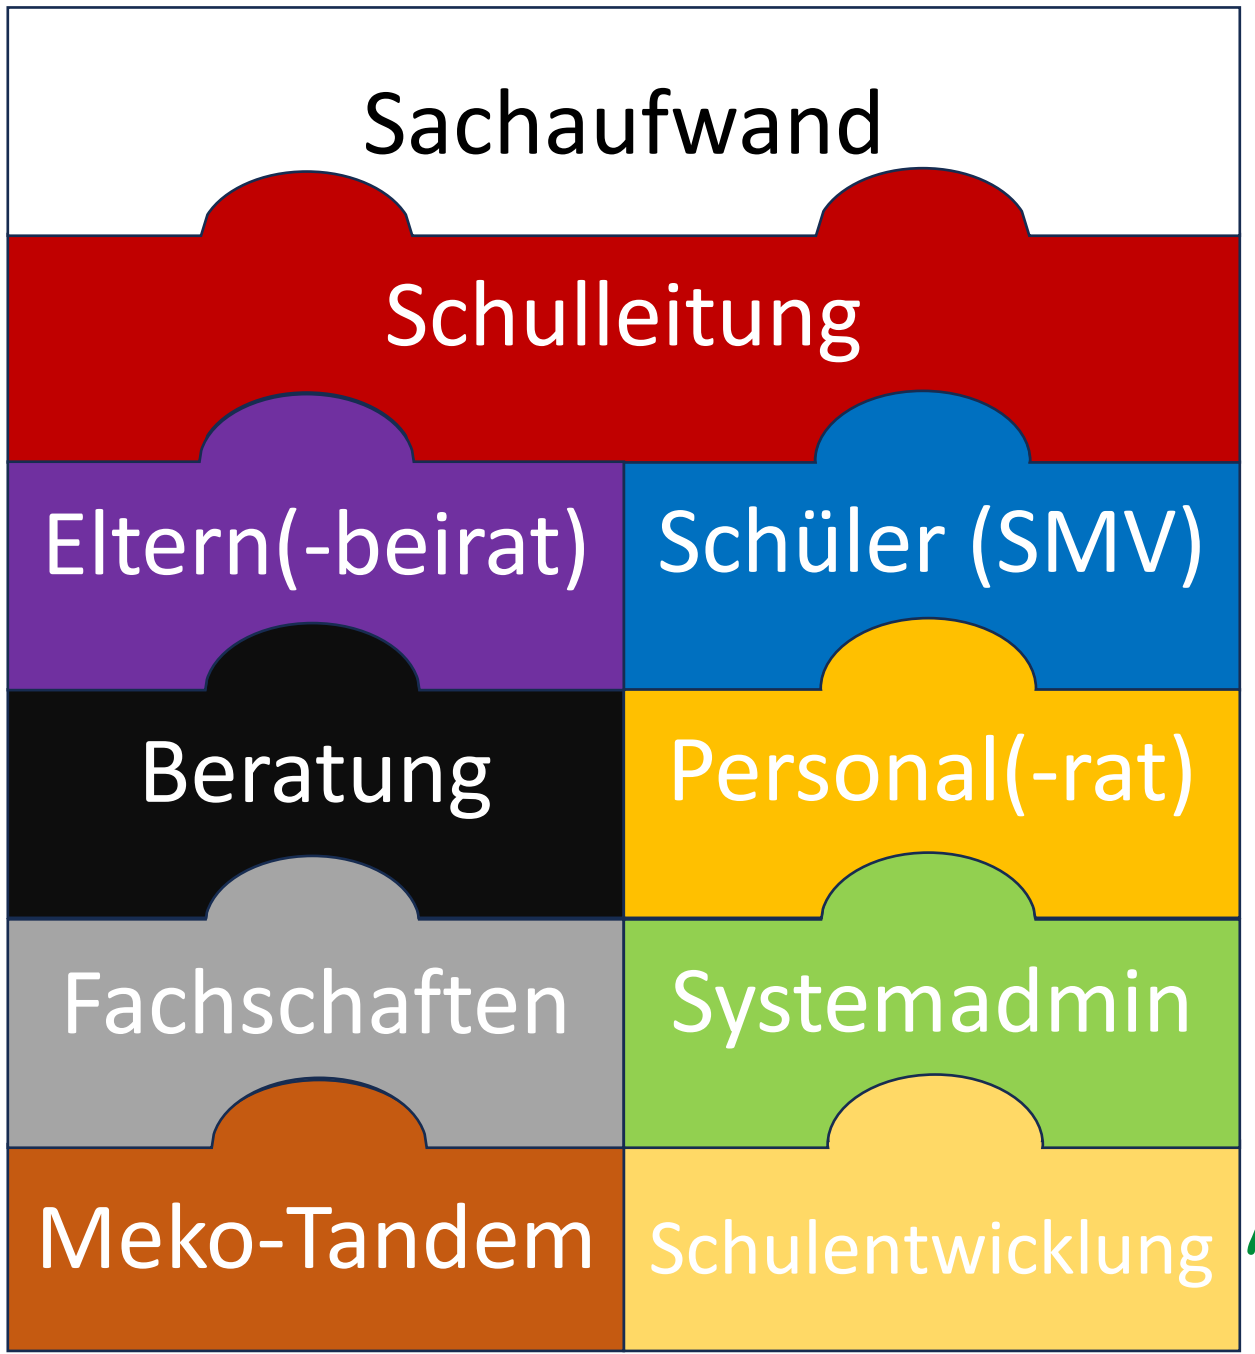 Sachaufwand
Schulleitung
Eltern(-beirat)
Schüler (SMV)
Beratung
Personal(-rat)
Fachschaften
Systemadmin
Meko-Tandem
Schulentwicklung